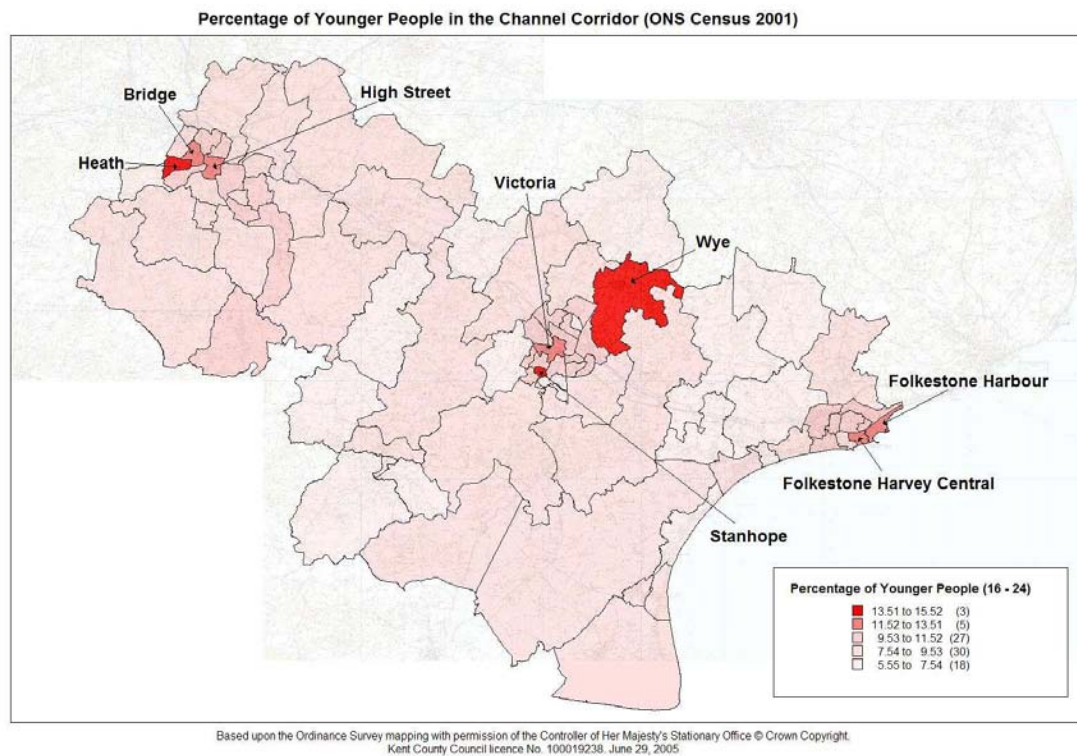 Percentage of Younger People in the Channel Corridor (ONS Census 2001)
Bridge
High Street
Heath
Victoria
Wye
Folkestone Harbour
Folkestone Harvey Central
Stanhope
Percentage of Younger People (16 - 24)
13.51 to 15.52 (3)
11.52 to 13.51 (5)
9.53 to 11.52 (27)
7.54 to 9.53 (30)
5.55 to 7.54 (18)
Based upon the Ordinance Survey mapping with permission of the Controller of Her Majesty's Stationary Office © Crown Copyright.
Kent County Council licence No. 100019238. June 29, 2005